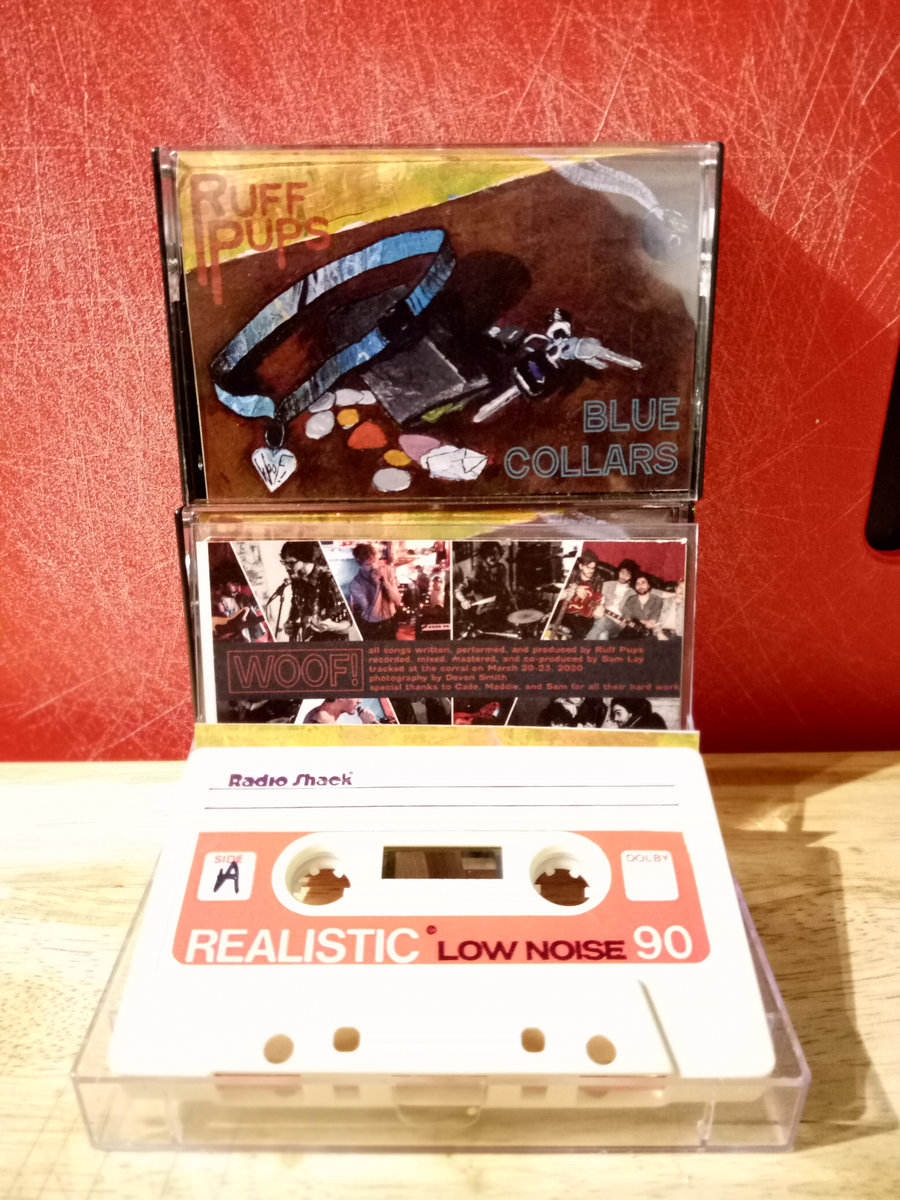 RUFF
PUPS
WOOF
BLUE
COLLARS
WOOF!
all songs written, performed, and produced by Ruff Pups
recorded, mixed, mastered, and co-produced by Sam Lay
tracked at the corral on March 20-23, 2020
photography by Devon Smith
special thanks to Cade, Maddie, and Sam for all their hard work
Radio Shack
SIDE
A
DOLBY
REALISTIC® LOW NOISE 90